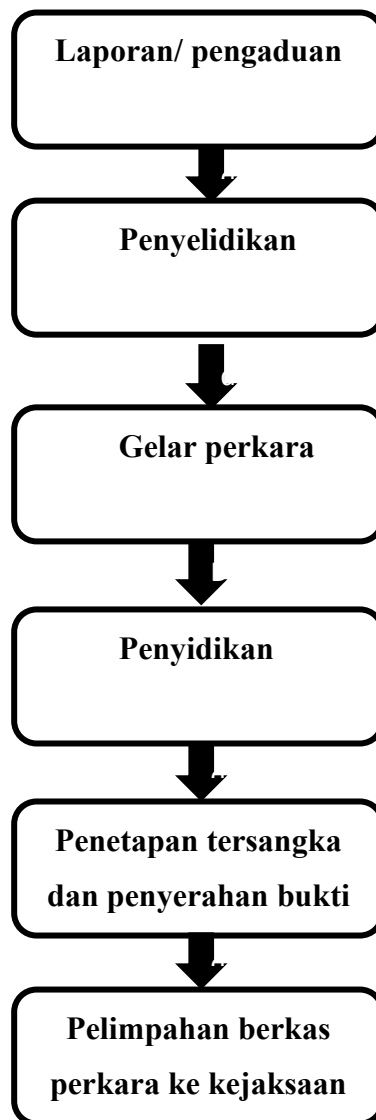 Laporan/ pengaduan
Penyelidikan
Gelar perkara
Penyidikan
Penetapan tersangka
dan penyerahan bukti
Pelimpahan berkas
perkara ke kejaksaan